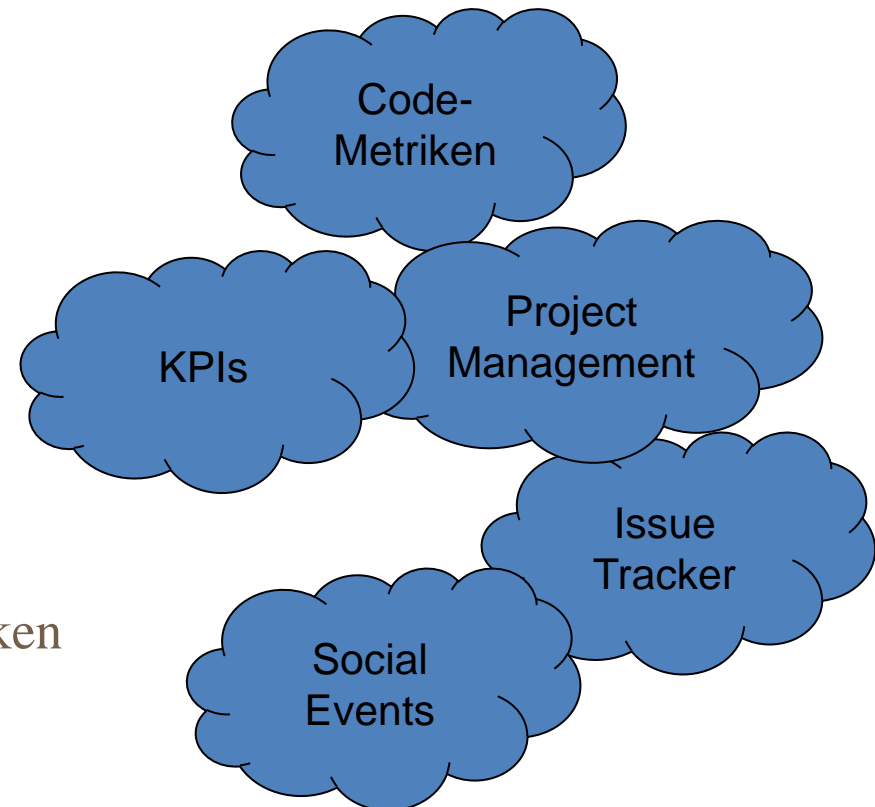 Code-
Metriken
Project
Management
KPIs
Issue
Tracker
ken
Social
Events